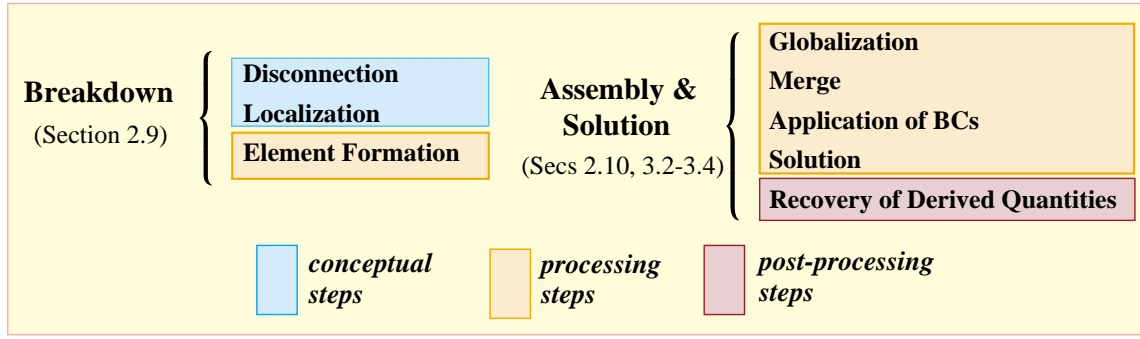 Breakdown
(Section 2.9)
Disconnection
Localization
Element Formation
Assembly &
Solution
(Secs 2.10, 3.2-3.4)
Globalization
Merge
Application of BCs
Solution
Recovery of Derived Quantities
conceptual
steps
processing
steps
post-processing
steps